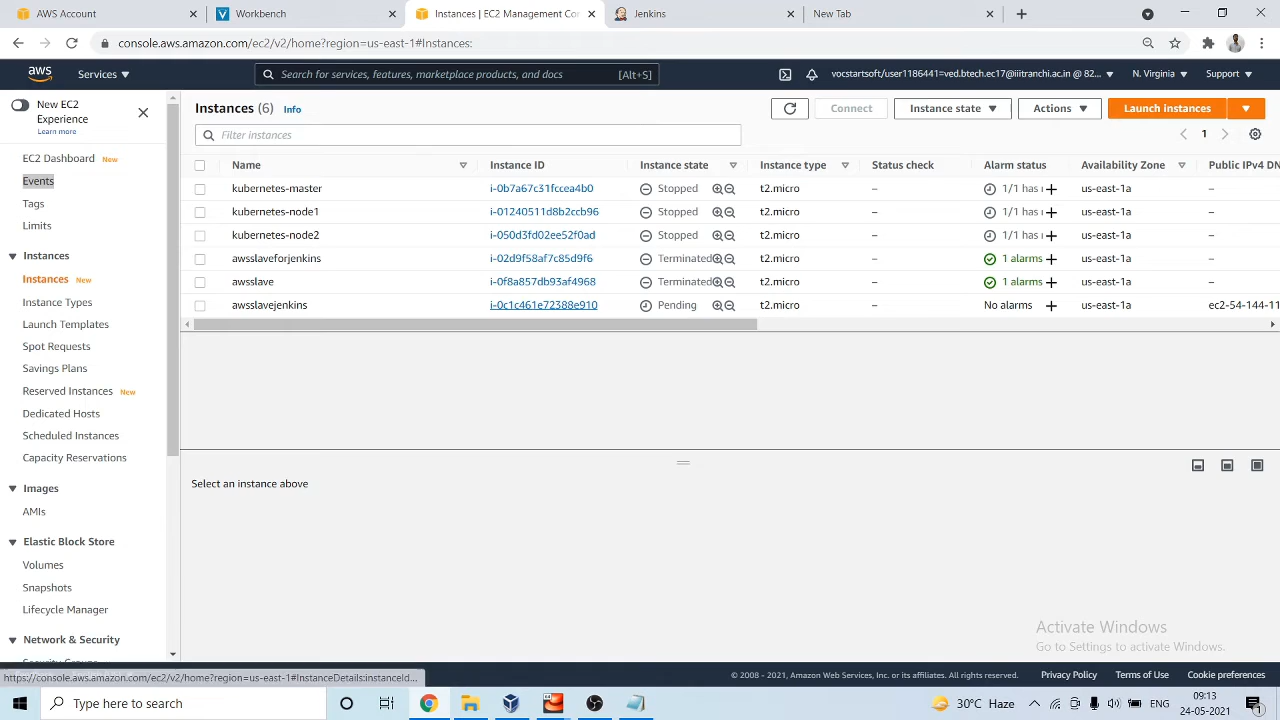 AWS Account
Workbench
Instances | EC2 Management Con
Jenkins
New Tab
console.aws.amazon.com/ec2/v2/home?region=us-east-1#Instances:
aws
Services
Search for services, features, marketplace products, and docs
[Alt+S]
vocstartsoft/user1186441=ved.btech.ec17@iiitranchi.ac.in @ 82...
N. Virginia
Support
New EC2
Experience
Learn more
EC2 Dashboard New
Events
Tags
Limits
Instances
Instances New
Instance Types
Launch Templates
Spot Requests
Savings Plans
Reserved Instances New
Dedicated Hosts
Scheduled Instances
Capacity Reservations
Images
AMIs
Elastic Block Store
Volumes
Snapshots
Lifecycle Manager
Network & Security
Security Groups
Instances (6) Info
Connect
Instance state
Actions
Launch instances
Filter instances
1
Name Instance ID Instance state Instance type Status check Alarm status Availability Zone Public IPv4 DN
kubernetes-master i-0b7a67c31fccea4b0 Stopped t2.micro – 1/1 has i us-east-1a –
kubernetes-node1 i-01240511d8b2ccb96 Stopped t2.micro – 1/1 has i us-east-1a –
kubernetes-node2 i-050d3fd02ee52f0ad Stopped t2.micro – 1/1 has i us-east-1a –
awsslaveforjenkins i-02d9f58af7c85d9f6 Terminated t2.micro – 1 alarms us-east-1a –
awsslave i-0f8a857db93af4968 Terminated t2.micro – 1 alarms us-east-1a –
awsslavejenkins i-0c1c461e72388e910 Pending t2.micro – No alarms us-east-1a ec2-54-144-11
Select an instance above
Activate Windows
Go to Settings to activate Windows.
https://console.aws.amazon.com/ec2/v2/home?region=us-east-1#InstanceDetails:instanceId...
© 2008 - 2021, Amazon Web Services, Inc. or its affiliates. All rights reserved.
Privacy Policy
Terms of Use
Cookie preferences
Type here to search
30°C Haze
ENG
09:13
24-05-2021
1